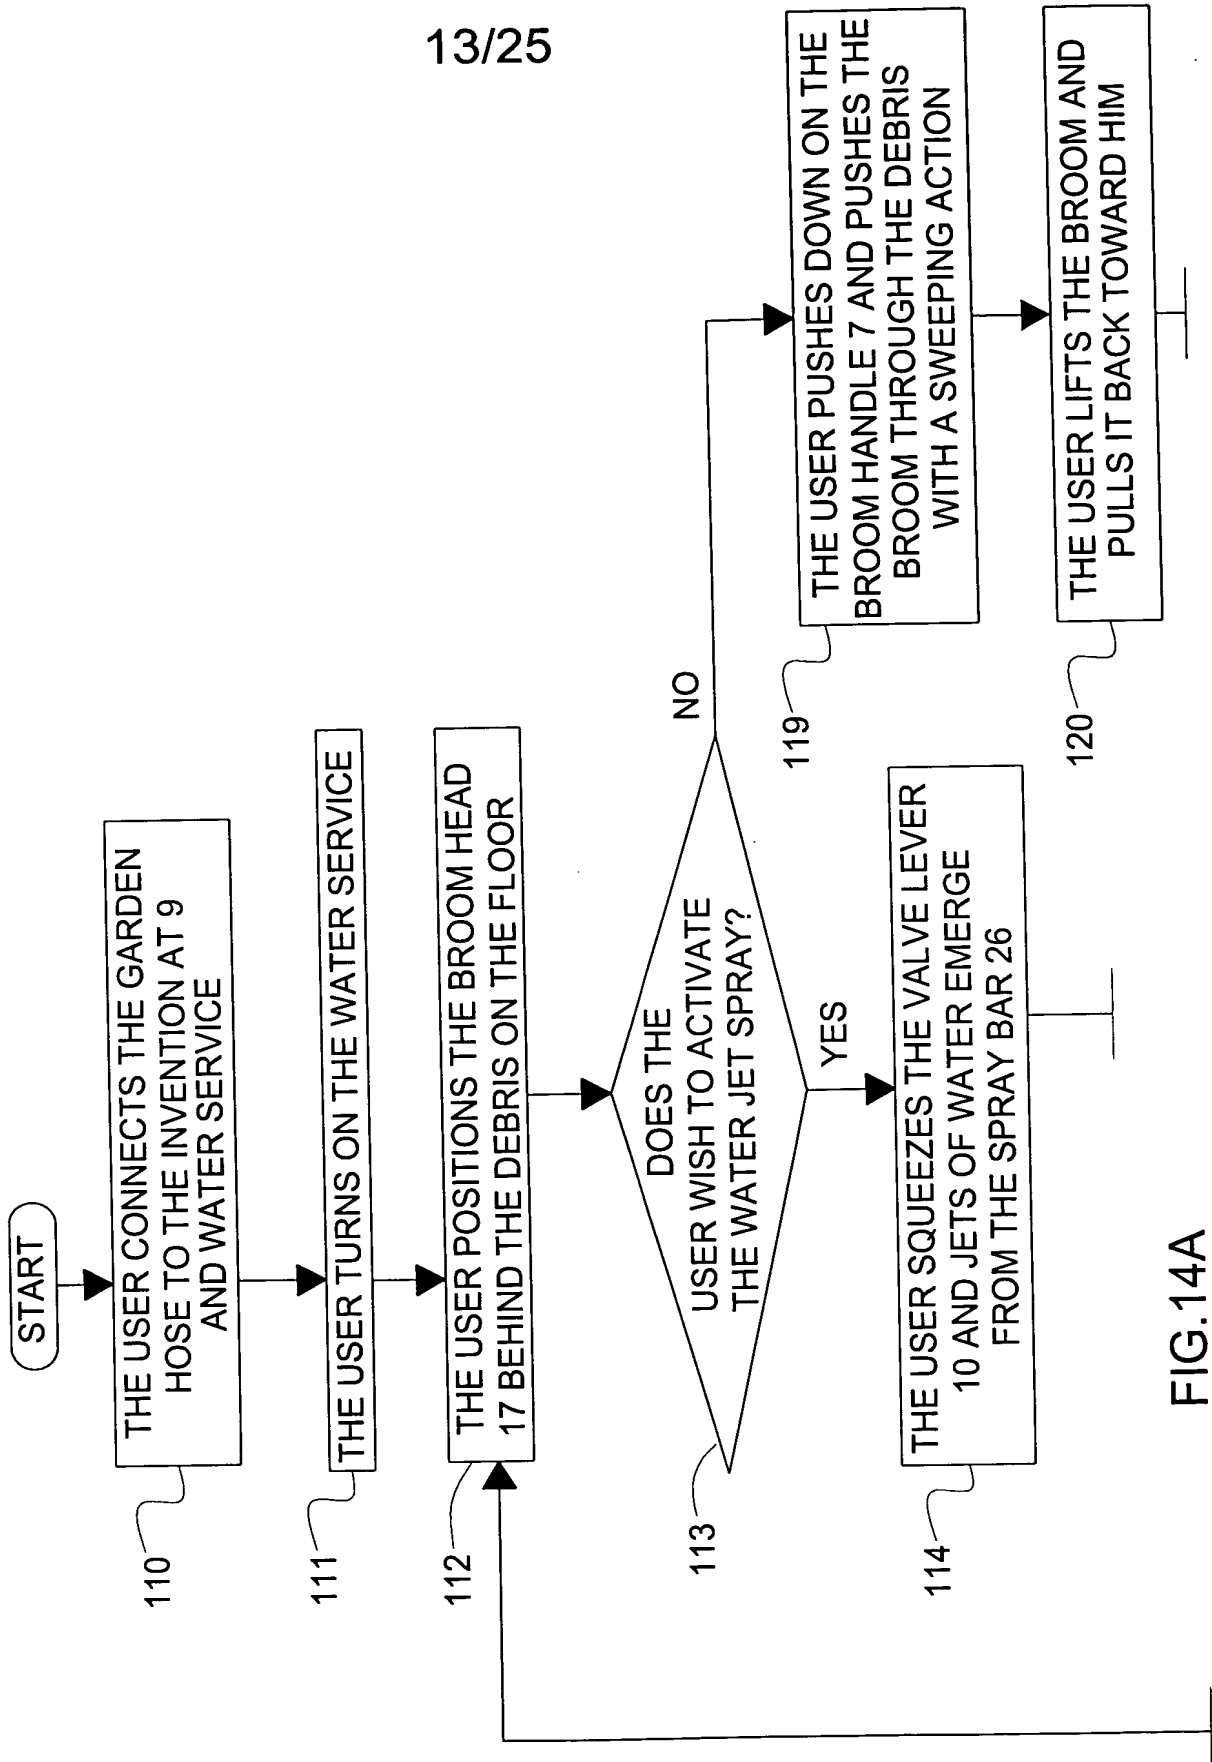 13/25
START
THE USER CONNECTS THE GARDEN
HOSE TO THE INVENTION AT 9
AND WATER SERVICE
110
THE USER TURNS ON THE WATER SERVICE
111
THE USER POSITIONS THE BROOM HEAD
17 BEHIND THE DEBRIS ON THE FLOOR
112
DOES THE
USER WISH TO ACTIVATE
THE WATER JET SPRAY?
113
NO
YES
THE USER SQUEEZES THE VALVE LEVER
10 AND JETS OF WATER EMERGE
FROM THE SPRAY BAR 26
114
THE USER PUSHES DOWN ON THE
BROOM HANDLE 7 AND PUSHES THE
BROOM THROUGH THE DEBRIS
WITH A SWEEPING ACTION
119
THE USER LIFTS THE BROOM AND
PULLS IT BACK TOWARD HIM
120
FIG.14A